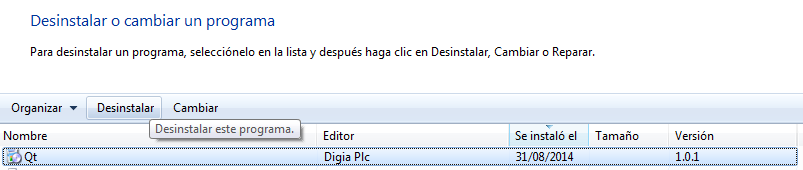 Desinstalar o cambiar un programa
Para desinstalar un programa, selecciónelo en la lista y después haga clic en Desinstalar, Cambiar o Reparar.
Organizar Desinstalar Cambiar
Desinstalar este programa.
Nombre Editor Se instaló el Tamaño Versión
Qt Digia Plc 31/08/2014 1.0.1